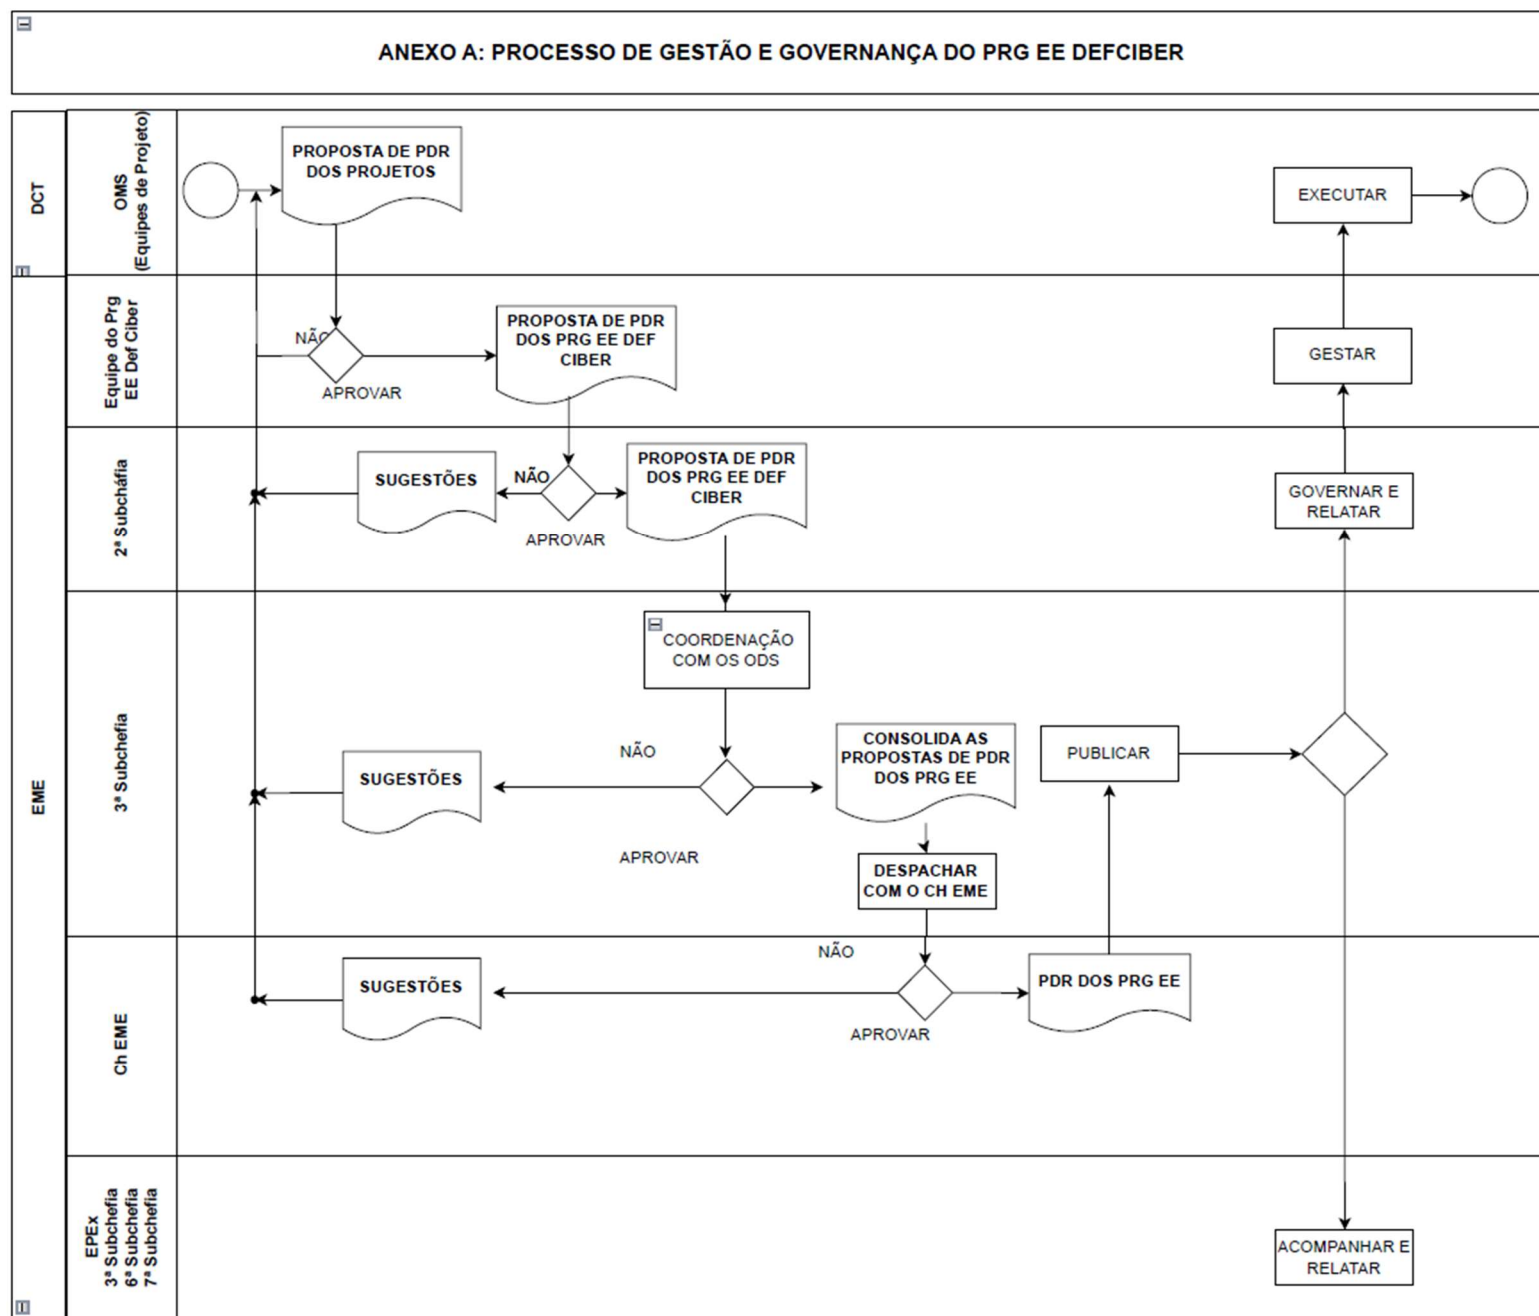 ANEXO A: PROCESSO DE GESTÃO E GOVERNANÇA DO PRG EE DEFCIBER
DCT
OMS
(Equipes de Projeto)
PROPOSTA DE PDR
DOS PROJETOS
EXECUTAR
EME
Equipe do Prg
EE Def Ciber
NÃO
APROVAR
PROPOSTA DE PDR
DOS PRG EE DEF
CIBER
GESTAR
2ª Subcháfia
SUGESTÕES
NÃO
APROVAR
PROPOSTA DE PDR
DOS PRG EE DEF
CIBER
GOVERNAR E
RELATAR
3ª Subchefia
COORDENAÇÃO
COM OS ODS
SUGESTÕES
NÃO
APROVAR
CONSOLIDA AS
PROPOSTAS DE PDR
DOS PRG EE
DESPACHAR
COM O CH EME
PUBLICAR
Ch EME
SUGESTÕES
NÃO
APROVAR
PDR DOS PRG EE
EPEx
3ª Subchefia
6ª Subchefia
7ª Subchefia
ACOMPANHAR E
RELATAR